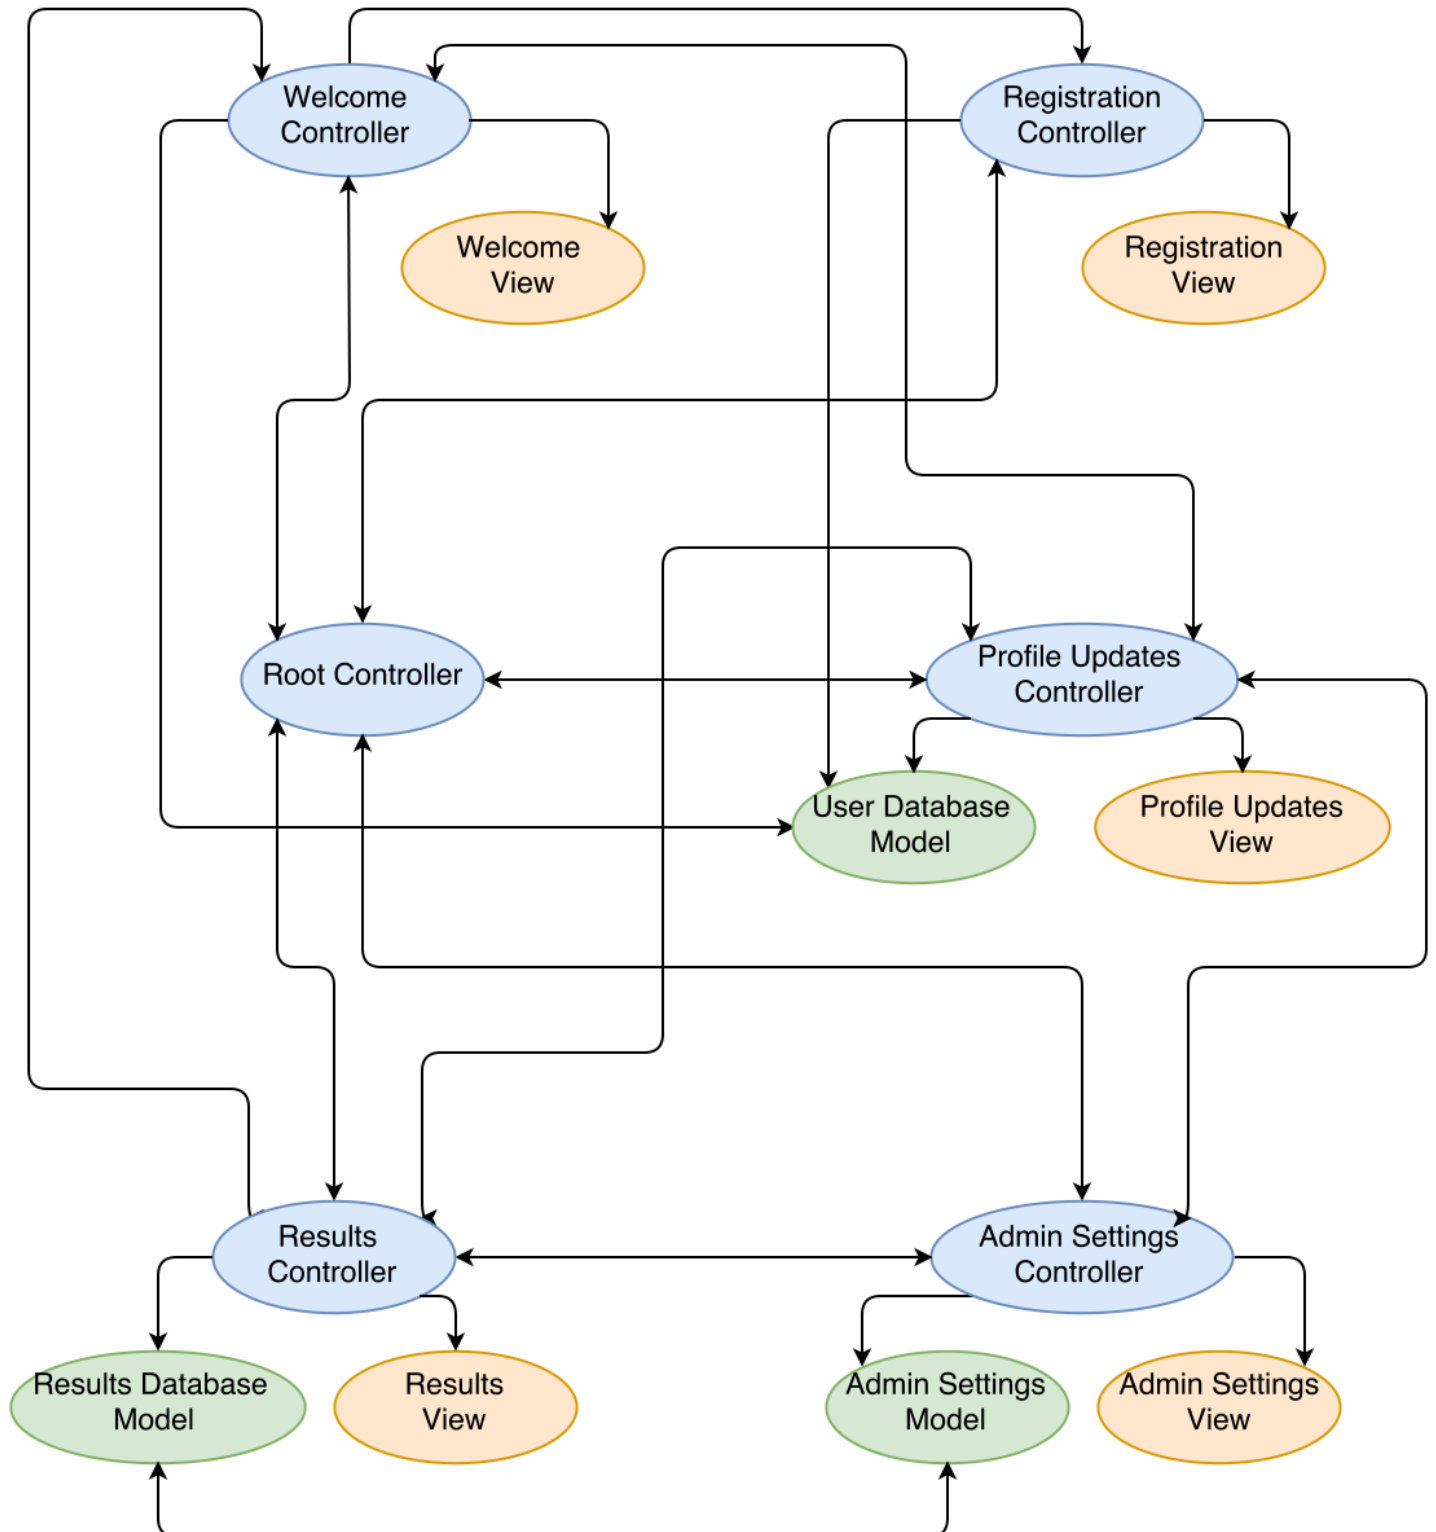 Welcome
Controller
Registration
Controller
Welcome
View
Registration
View
Root Controller
Profile Updates
Controller
User Database
Model
Profile Updates
View
Results
Controller
Admin Settings
Controller
Results Database
Model
Results
View
Admin Settings
Model
Admin Settings
View